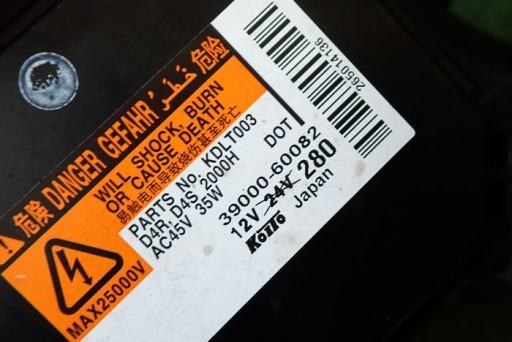 265014136
危険 DANGER GEFAHR خطر 危险
WILL SHOCK, BURN
OR CAUSE DEATH
易触电而导致烧伤甚至死亡
MAX25000V
PARTS No. KDLT003
D4R, D4S 2000H DOT
AC45V 35W
39000-60082
12V 24V 280
KOITO Japan